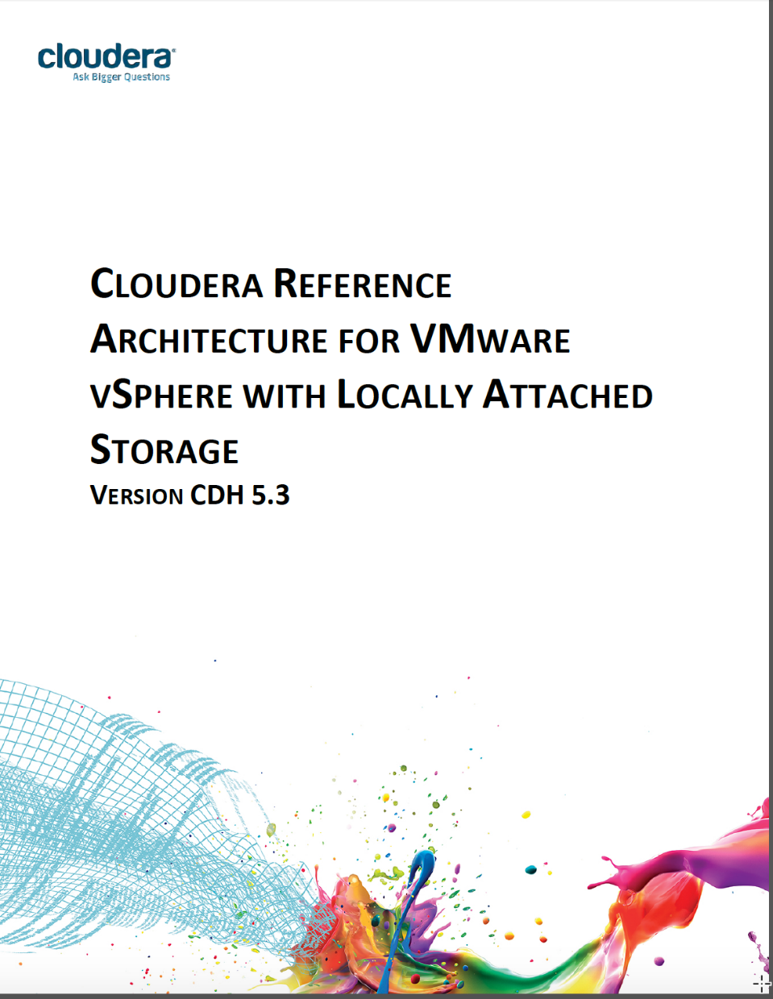 cloudera®
Ask Bigger Questions
CLOUDERA REFERENCE
ARCHITECTURE FOR VMWARE
VSPHERE WITH LOCALLY ATTACHED
STORAGE
VERSION CDH 5.3